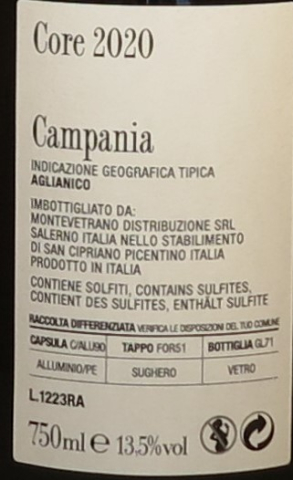 Core 2020
Campania
INDICAZIONE GEOGRAFICA TIPICA
AGLIANICO
IMBOTTIGLIATO DA:
MONTEVETRANO DISTRIBUZIONE SRL
SALERNO ITALIA NELLO STABILIMENTO
DI SAN CIPRIANO PICENTINO ITALIA
PRODOTTO IN ITALIA
CONTIENE SOLFITI, CONTAINS SULFITES,
CONTIENT DES SULFITES, ENTHÄLT SULFITE
RACCOLTA DIFFERENZIATA VERIFICA LE DISPOSIZIONI DEL TUO COMUNE
CAPSULA C/ALU90 TAPPO FOR51 BOTTIGLIA GL71
ALLUMINIO/PE SUGHERO VETRO
L.1223RA
750ml e 13,5%vol